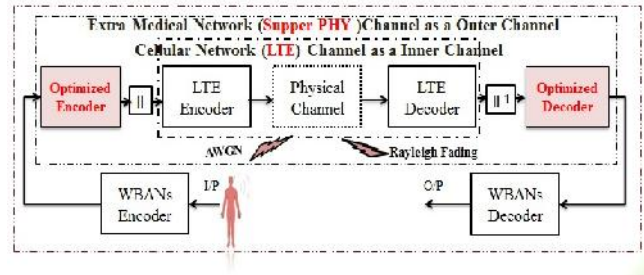 Extra Medical Network (Supper PHY )Channel as a Outer Channel
Cellular Network (LTE) Channel as a Inner Channel
Optimized Encoder
||
LTE Encoder
Physical Channel
LTE Decoder
Optimized Decoder
AWGN
Rayleigh Fading
WBANs Encoder
I/P
O/P
WBANs Decoder